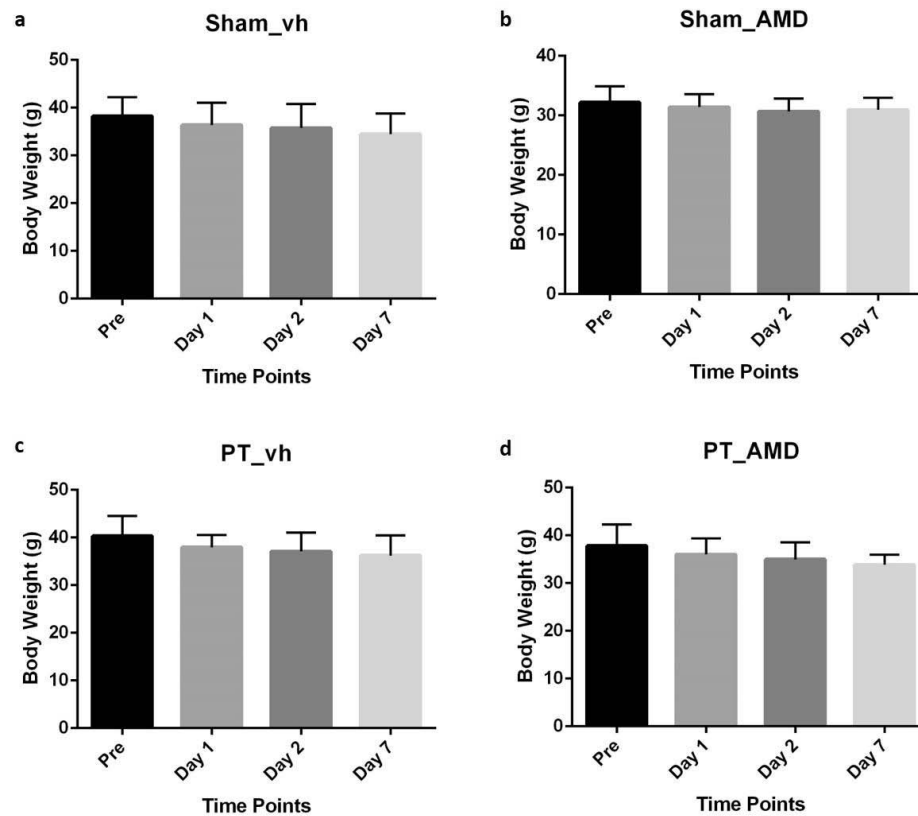 a
Sham_vh
Body Weight (g)
50
40
30
20
10
0
Pre
Day 1
Day 2
Day 7
Time Points
b
Sham_AMD
Body Weight (g)
40
30
20
10
0
Pre
Day 1
Day 2
Day 7
Time Points
c
PT_vh
Body Weight (g)
50
40
30
20
10
0
Pre
Day 1
Day 2
Day 7
Time Points
d
PT_AMD
Body Weight (g)
50
40
30
20
10
0
Pre
Day 1
Day 2
Day 7
Time Points